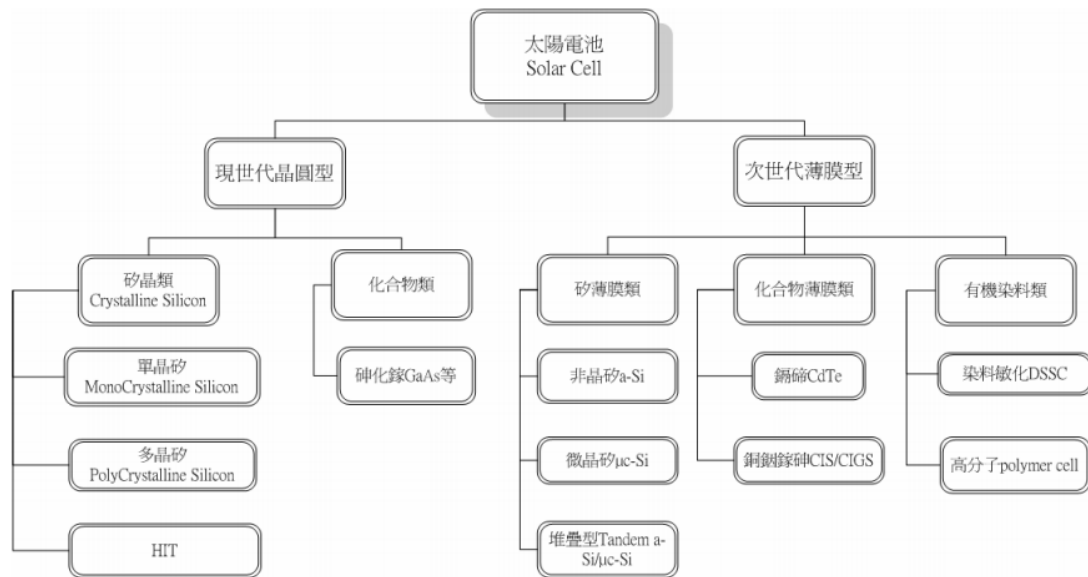 太陽電池
Solar Cell
現世代晶圓型
次世代薄膜型
矽晶類
Crystalline Silicon
化合物類
矽薄膜類
化合物薄膜類
有機染料類
單晶矽
MonoCrystalline Silicon
砷化鎵GaAs等
非晶矽a-Si
鎘碲CdTe
染料敏化DSSC
多晶矽
PolyCrystalline Silicon
微晶矽μc-Si
銅銦鎵砷CIS/CIGS
高分子polymer cell
HIT
堆疊型Tandem a-
Si/μc-Si